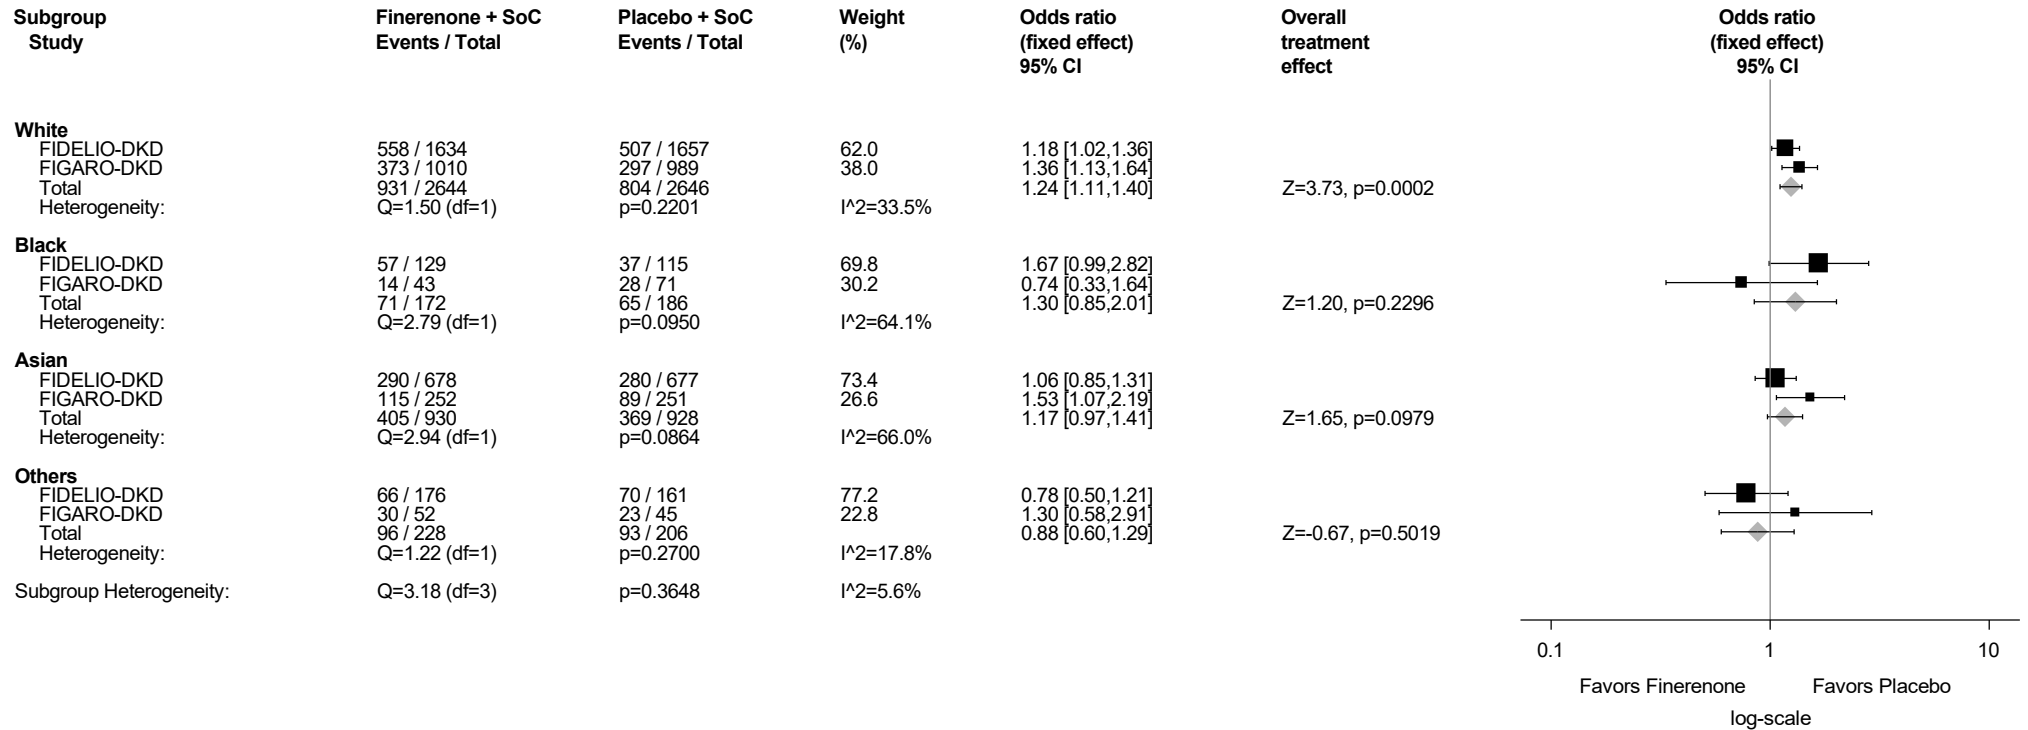 Subgroup Finerenone + SoC Placebo + SoC Weight Odds ratio Overall Odds ratio
Study Events / Total Events / Total (%) (fixed effect) treatment (fixed effect)
95% CI effect 95% CI
White
FIDELIO-DKD 558 / 1634 507 / 1657 62.0 1.18 [1.02,1.36]
FIGARO-DKD 373 / 1010 297 / 989 38.0 1.36 [1.13,1.64]
Total 931 / 2644 804 / 2646 1.24 [1.11,1.40] Z=3.73, p=0.0002
Heterogeneity: Q=1.50 (df=1) p=0.2201 I^2=33.5%
Black
FIDELIO-DKD 57 / 129 37 / 115 69.8 1.67 [0.99,2.82]
FIGARO-DKD 14 / 43 28 / 71 30.2 0.74 [0.33,1.64]
Total 71 / 172 65 / 186 1.30 [0.85,2.01] Z=1.20, p=0.2296
Heterogeneity: Q=2.79 (df=1) p=0.0950 I^2=64.1%
Asian
FIDELIO-DKD 290 / 678 280 / 677 73.4 1.06 [0.85,1.31]
FIGARO-DKD 115 / 252 89 / 251 26.6 1.53 [1.07,2.19]
Total 405 / 930 369 / 928 1.17 [0.97,1.41] Z=1.65, p=0.0979
Heterogeneity: Q=2.94 (df=1) p=0.0864 I^2=66.0%
Others
FIDELIO-DKD 66 / 176 70 / 161 77.2 0.78 [0.50,1.21]
FIGARO-DKD 30 / 52 23 / 45 22.8 1.30 [0.58,2.91]
Total 96 / 228 93 / 206 0.88 [0.60,1.29] Z=-0.67, p=0.5019
Heterogeneity: Q=1.22 (df=1) p=0.2700 I^2=17.8%
Subgroup Heterogeneity: Q=3.18 (df=3) p=0.3648 I^2=5.6%
0.1 1 10
Favors Finerenone Favors Placebo
log-scale